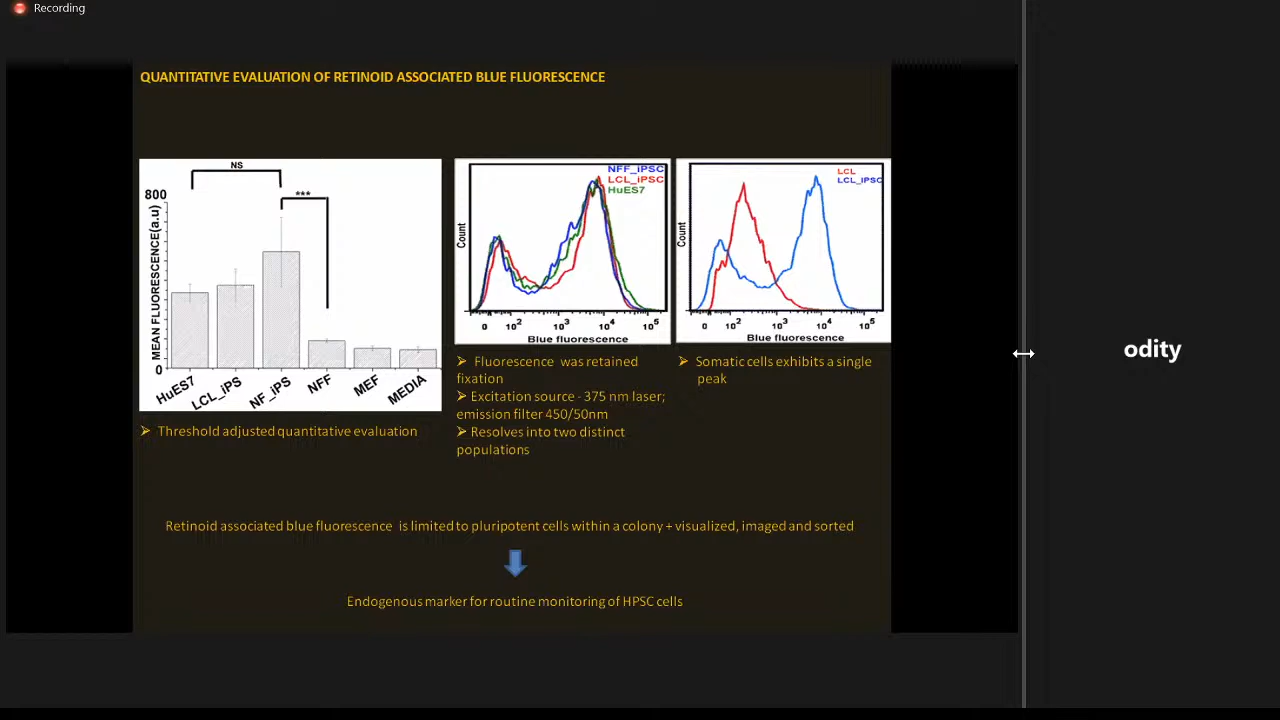 Recording
QUANTITATIVE EVALUATION OF RETINOID ASSOCIATED BLUE FLUORESCENCE
NS
***
800
0
MEAN FLUORESCENCE(a.u)
HuES7
LCL_iPS
NF_iPS
NFF
MEF
MEDIA
➢ Threshold adjusted quantitative evaluation
NFF_iPSC
LCL_iPSC
HuES7
Count
0 10² 10³ 10⁴ 10⁵
Blue fluorescence
➢ Fluorescence was retained
fixation
➢ Excitation source - 375 nm laser;
emission filter 450/50nm
➢ Resolves into two distinct
populations
LCL
LCL_iPSC
Count
0 10² 10³ 10⁴ 10⁵
Blue fluorescence
➢ Somatic cells exhibits a single
peak
Retinoid associated blue fluorescence is limited to pluripotent cells within a colony + visualized, imaged and sorted
Endogenous marker for routine monitoring of HPSC cells
odity